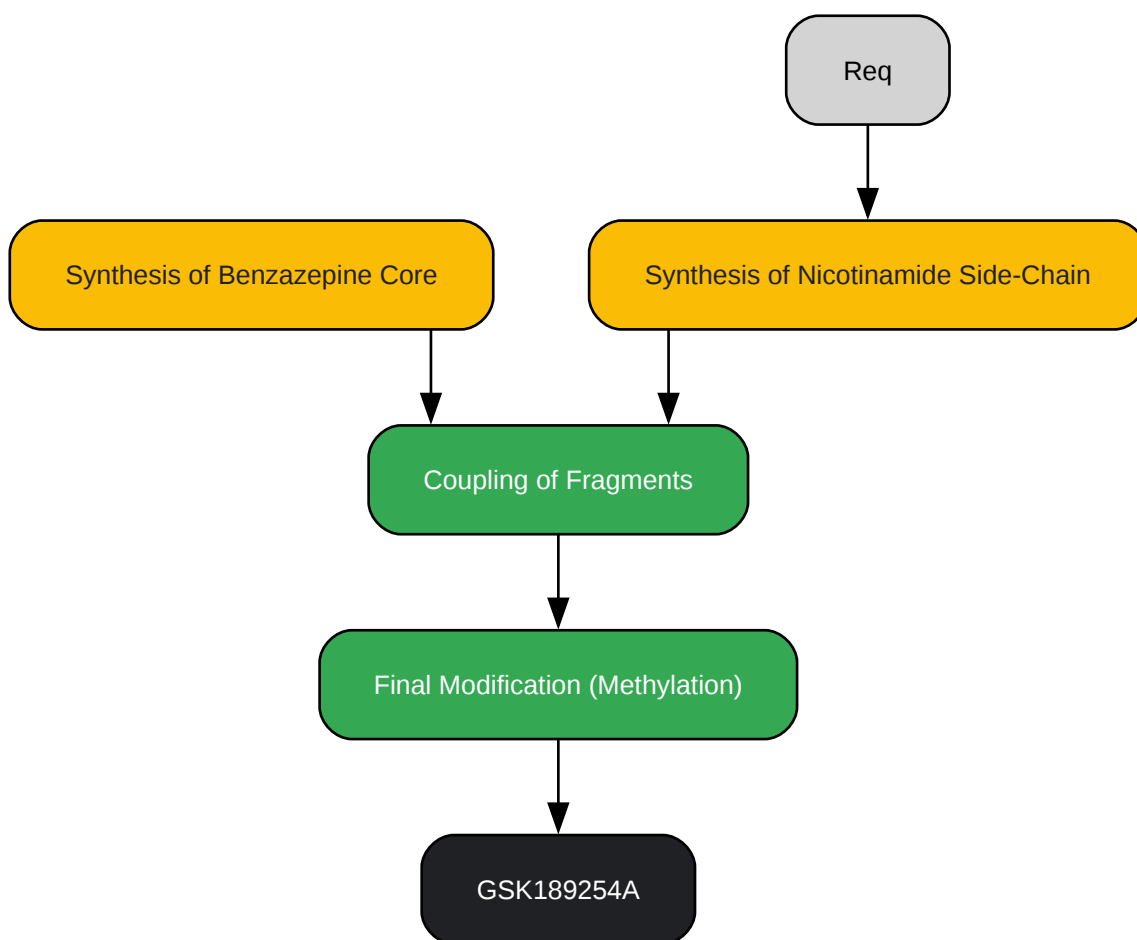 Req
Synthesis of Benzazepine Core
Synthesis of Nicotinamide Side-Chain
Coupling of Fragments
Final Modification (Methylation)
GSK189254A